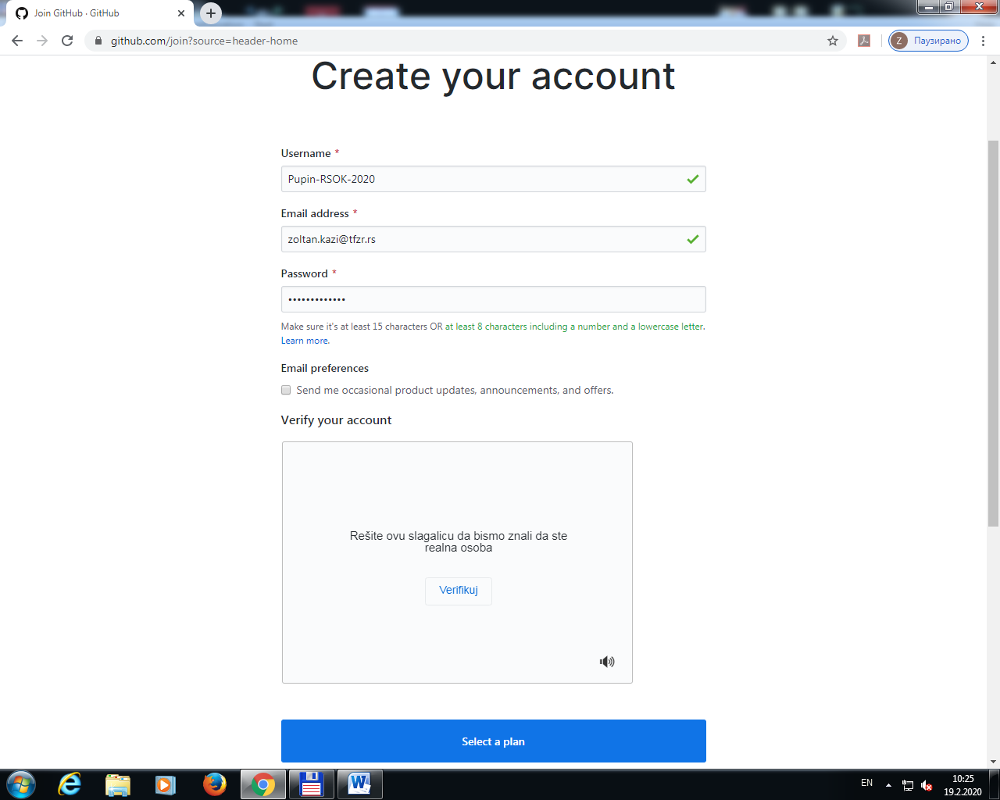 Join GitHub · GitHub
github.com/join?source=header-home
Z
Паузирано
Create your account
Username *
Pupin-RSOK-2020
Email address *
zoltan.kazi@tfzr.rs
Password *
•••••••••••••
Make sure it's at least 15 characters OR at least 8 characters including a number and a lowercase letter.
Learn more.
Email preferences
Send me occasional product updates, announcements, and offers.
Verify your account
Rešite ovu slagalicu da bismo znali da ste
realna osoba
Verifikuj
Select a plan
EN
10:25
19.2.2020